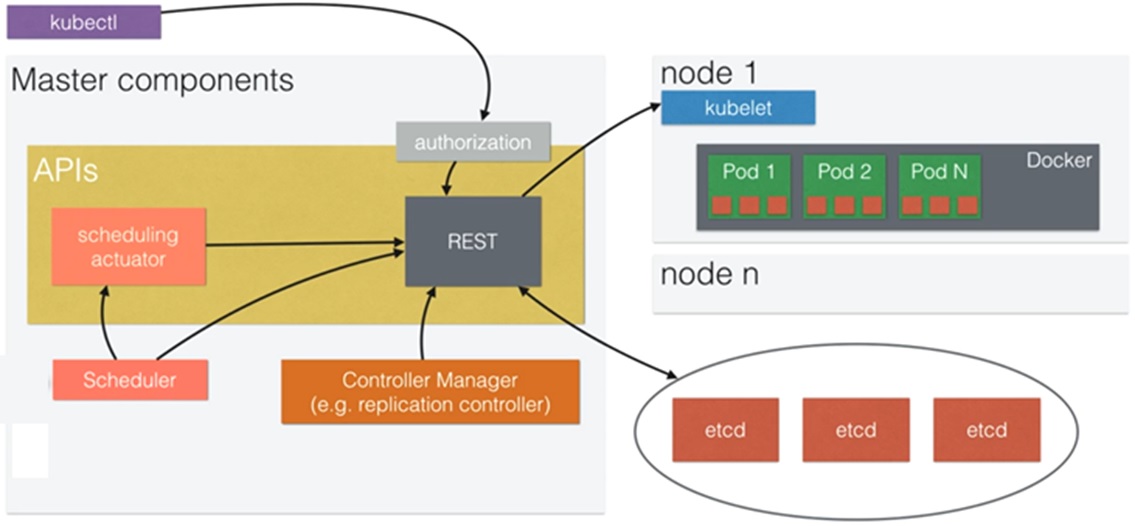 kubectl
Master components
authorization
APIs
scheduling
actuator
REST
Scheduler
Controller Manager
(e.g. replication controller)
node 1
kubelet
Docker
Pod 1
Pod 2
Pod N
node n
etcd
etcd
etcd